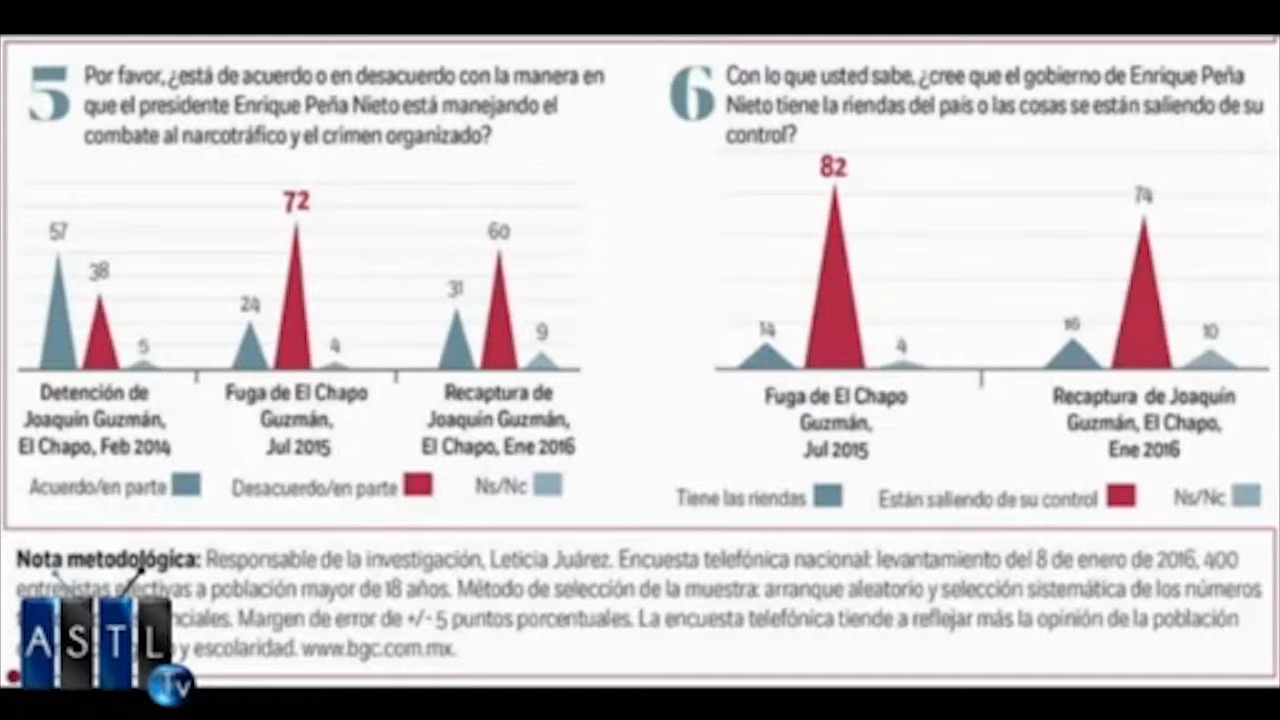 5
Por favor, ¿está de acuerdo o en desacuerdo con la manera en
que el presidente Enrique Peña Nieto está manejando el
combate al narcotráfico y el crimen organizado?
57
38
5
72
24
4
60
31
9
Detención de
Joaquín Guzmán,
El Chapo, Feb 2014
Fuga de El Chapo
Guzmán,
Jul 2015
Recaptura de
Joaquín Guzmán,
El Chapo, Ene 2016
Acuerdo/en parte
Desacuerdo/en parte
Ns/Nc
6
Con lo que usted sabe, ¿cree que el gobierno de Enrique Peña
Nieto tiene la riendas del país o las cosas se están saliendo de su
control?
82
14
4
74
16
10
Fuga de El Chapo
Guzmán,
Jul 2015
Recaptura de Joaquín
Guzmán, El Chapo,
Ene 2016
Tiene las riendas
Están saliendo de su control
Ns/Nc
Nota metodológica: Responsable de la investigación, Leticia Juárez. Encuesta telefónica nacional: levantamiento del 8 de enero de 2016, 400
entrevistas efectivas a población mayor de 18 años. Método de selección de la muestra: arranque aleatorio y selección sistemática de los números
nciales. Margen de error de +/- 5 puntos porcentuales. La encuesta telefónica tiende a reflejar más la opinión de la población
y escolaridad. www.bgc.com.mx.
ASTL
Tv